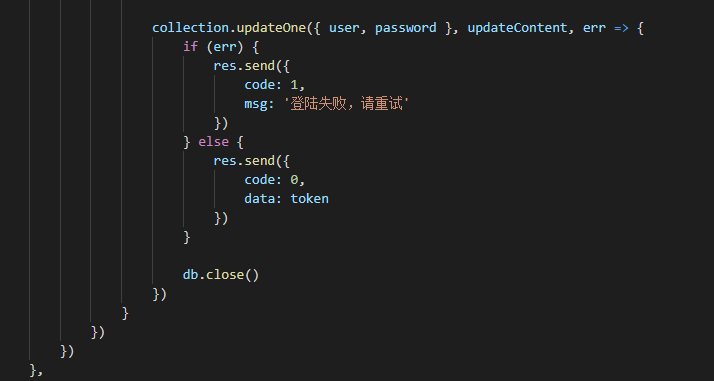 collection.updateOne({ user, password }, updateContent, err => {
if (err) {
res.send({
code: 1,
msg: '登陆失败，请重试'
})
} else {
res.send({
code: 0,
data: token
})
}
db.close()
})
}
})
})
},